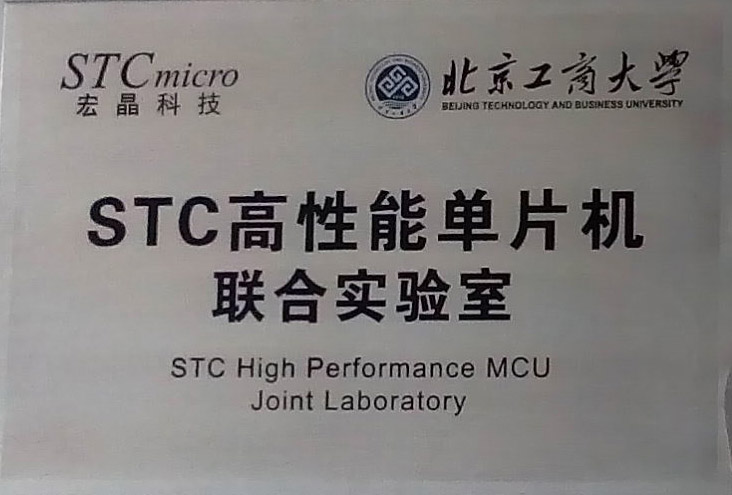 STCmicro
宏晶科技
北京工商大學
BEIJING TECHNOLOGY AND BUSINESS UNIVERSITY
STC高性能单片机
联合实验室
STC High Performance MCU
Joint Laboratory